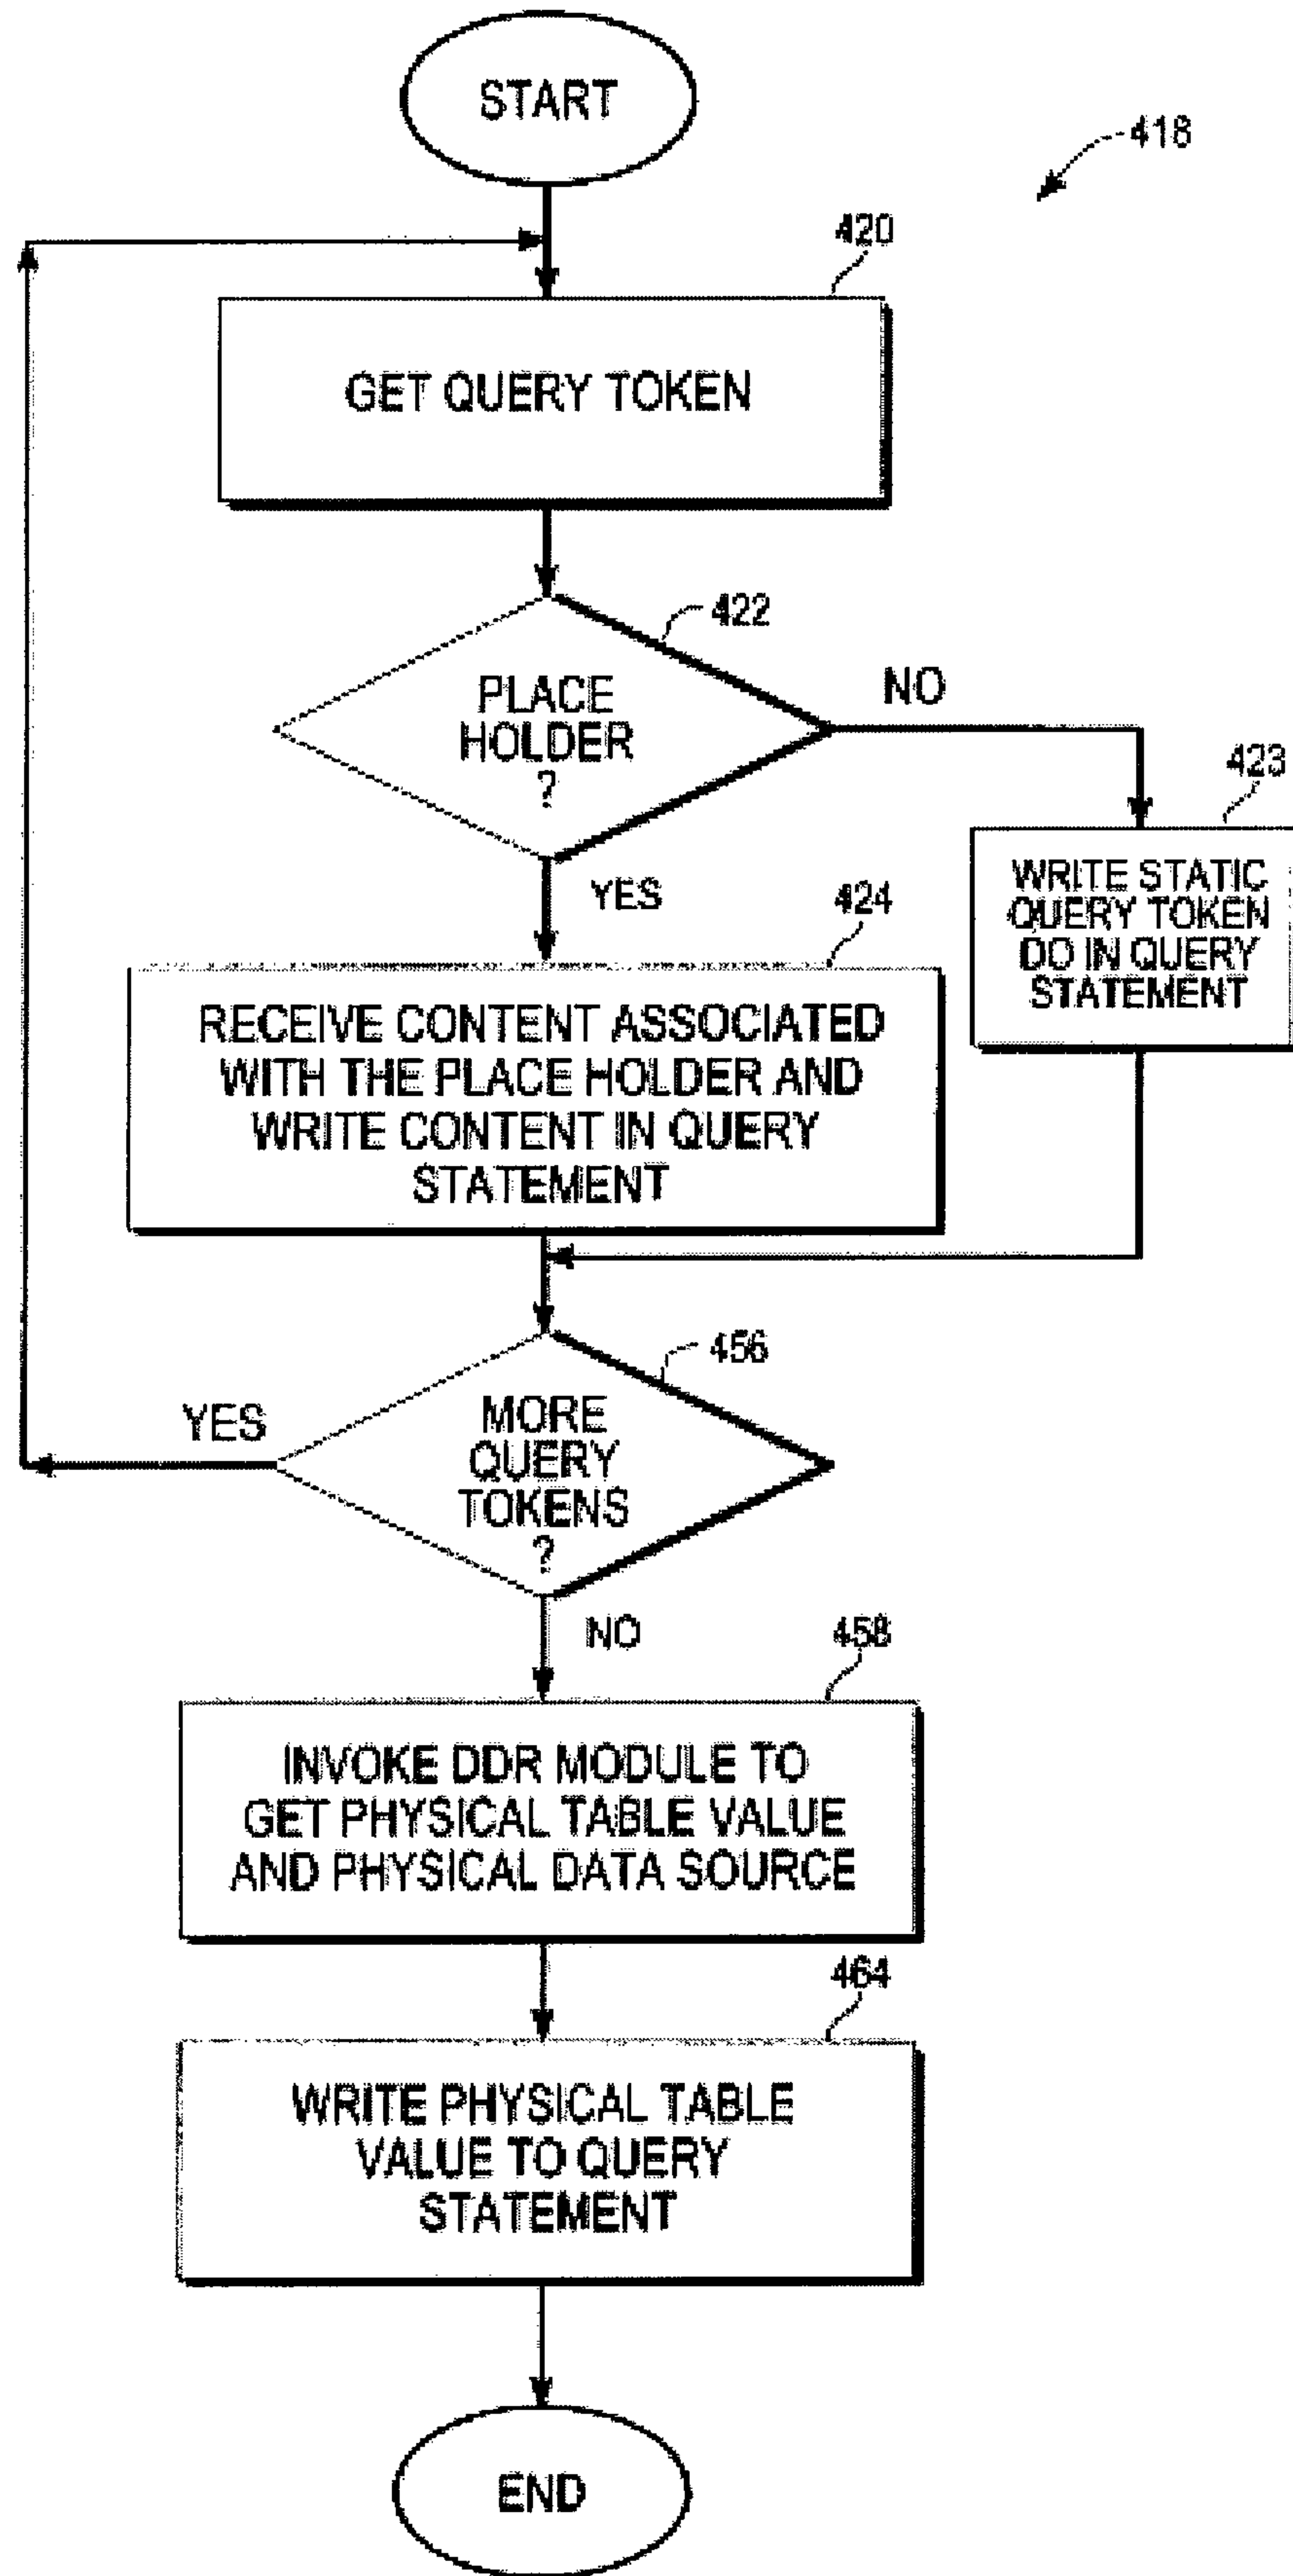 START
418
420
GET QUERY TOKEN
422
PLACE
HOLDER
?
NO
423
WRITE STATIC
QUERY TOKEN
DO IN QUERY
STATEMENT
YES
424
RECEIVE CONTENT ASSOCIATED
WITH THE PLACE HOLDER AND
WRITE CONTENT IN QUERY
STATEMENT
456
YES
MORE
QUERY
TOKENS
?
NO
458
INVOKE DDR MODULE TO
GET PHYSICAL TABLE VALUE
AND PHYSICAL DATA SOURCE
464
WRITE PHYSICAL TABLE
VALUE TO QUERY
STATEMENT
END